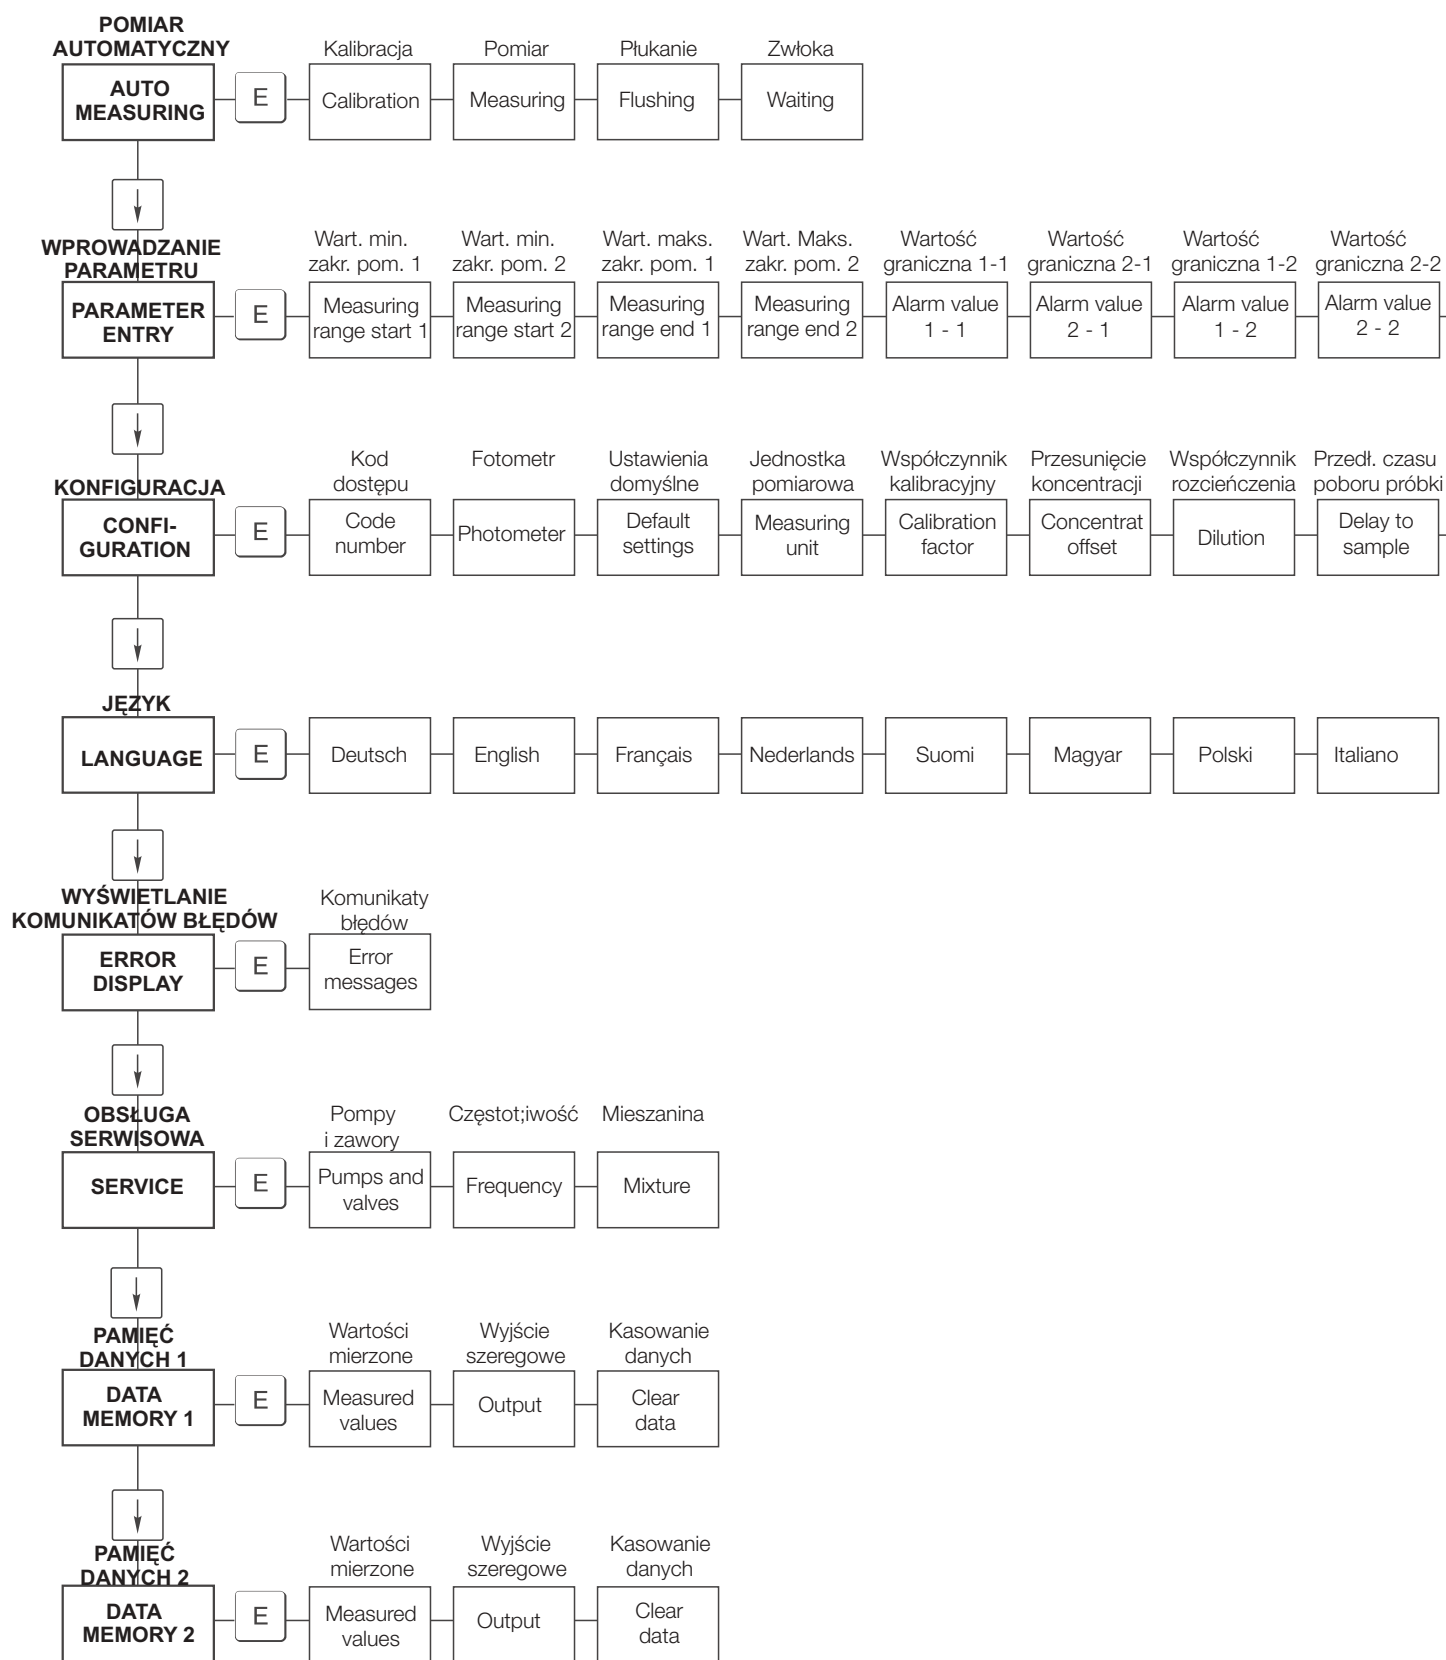 POMIAR
AUTOMATYCZNY
Kalibracja
Pomiar
Płukanie
Zwłoka
AUTO
MEASURING
E
Calibration
Measuring
Flushing
Waiting
↓
WPROWADZANIE
PARAMETRU
Wart. min.
zakr. pom. 1
Wart. min.
zakr. pom. 2
Wart. maks.
zakr. pom. 1
Wart. Maks.
zakr. pom. 2
Wartość
graniczna 1-1
Wartość
graniczna 2-1
Wartość
graniczna 1-2
Wartość
graniczna 2-2
PARAMETER
ENTRY
E
Measuring
range start 1
Measuring
range start 2
Measuring
range end 1
Measuring
range end 2
Alarm value
1 - 1
Alarm value
2 - 1
Alarm value
1 - 2
Alarm value
2 - 2
↓
KONFIGURACJA
Kod
dostępu
Fotometr
Ustawienia
domyślne
Jednostka
pomiarowa
Współczynnik
kalibracyjny
Przesunięcie
koncentracji
Współczynnik
rozcieńczenia
Przedł. czasu
poboru próbki
CONFI-
GURATION
E
Code
number
Photometer
Default
settings
Measuring
unit
Calibration
factor
Concentrat
offset
Dilution
Delay to
sample
↓
JĘZYK
LANGUAGE
E
Deutsch
English
Français
Nederlands
Suomi
Magyar
Polski
Italiano
↓
WYŚWIETLANIE
KOMUNIKATÓW BŁĘDÓW
Komunikaty
błędów
ERROR
DISPLAY
E
Error
messages
↓
OBSŁUGA
SERWISOWA
Pompy
i zawory
Częstot;iwość
Mieszanina
SERVICE
E
Pumps and
valves
Frequency
Mixture
↓
PAMIĘĆ
DANYCH 1
Wartości
mierzone
Wyjście
szeregowe
Kasowanie
danych
DATA
MEMORY 1
E
Measured
values
Output
Clear
data
↓
PAMIĘĆ
DANYCH 2
Wartości
mierzone
Wyjście
szeregowe
Kasowanie
danych
DATA
MEMORY 2
E
Measured
values
Output
Clear
data